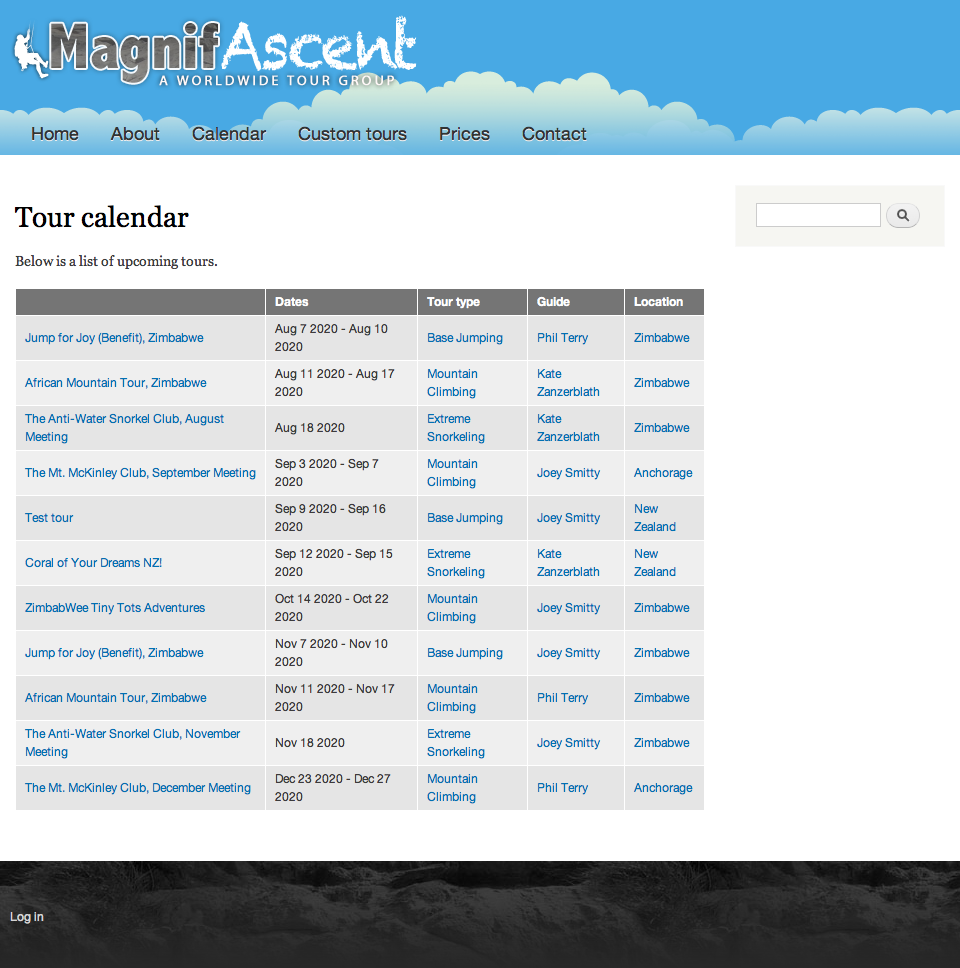 MagnifAscent
A WORLDWIDE TOUR GROUP
Home About Calendar Custom tours Prices Contact
Tour calendar
Below is a list of upcoming tours.
Dates Tour type Guide Location
Jump for Joy (Benefit), Zimbabwe Aug 7 2020 - Aug 10 2020 Base Jumping Phil Terry Zimbabwe
African Mountain Tour, Zimbabwe Aug 11 2020 - Aug 17 2020 Mountain Climbing Kate Zanzerblath Zimbabwe
The Anti-Water Snorkel Club, August Meeting Aug 18 2020 Extreme Snorkeling Kate Zanzerblath Zimbabwe
The Mt. McKinley Club, September Meeting Sep 3 2020 - Sep 7 2020 Mountain Climbing Joey Smitty Anchorage
Test tour Sep 9 2020 - Sep 16 2020 Base Jumping Joey Smitty New Zealand
Coral of Your Dreams NZ! Sep 12 2020 - Sep 15 2020 Extreme Snorkeling Kate Zanzerblath New Zealand
ZimbabWee Tiny Tots Adventures Oct 14 2020 - Oct 22 2020 Mountain Climbing Joey Smitty Zimbabwe
Jump for Joy (Benefit), Zimbabwe Nov 7 2020 - Nov 10 2020 Base Jumping Joey Smitty Zimbabwe
African Mountain Tour, Zimbabwe Nov 11 2020 - Nov 17 2020 Mountain Climbing Phil Terry Zimbabwe
The Anti-Water Snorkel Club, November Meeting Nov 18 2020 Extreme Snorkeling Joey Smitty Zimbabwe
The Mt. McKinley Club, December Meeting Dec 23 2020 - Dec 27 2020 Mountain Climbing Phil Terry Anchorage
Log In